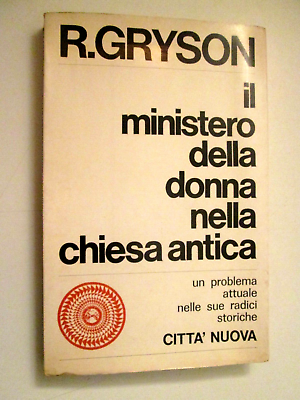 R.GRYSON
il
ministero
della
donna
nella
chiesa antica
un problema
attuale
nelle sue radici
storiche
CITTA' NUOVA